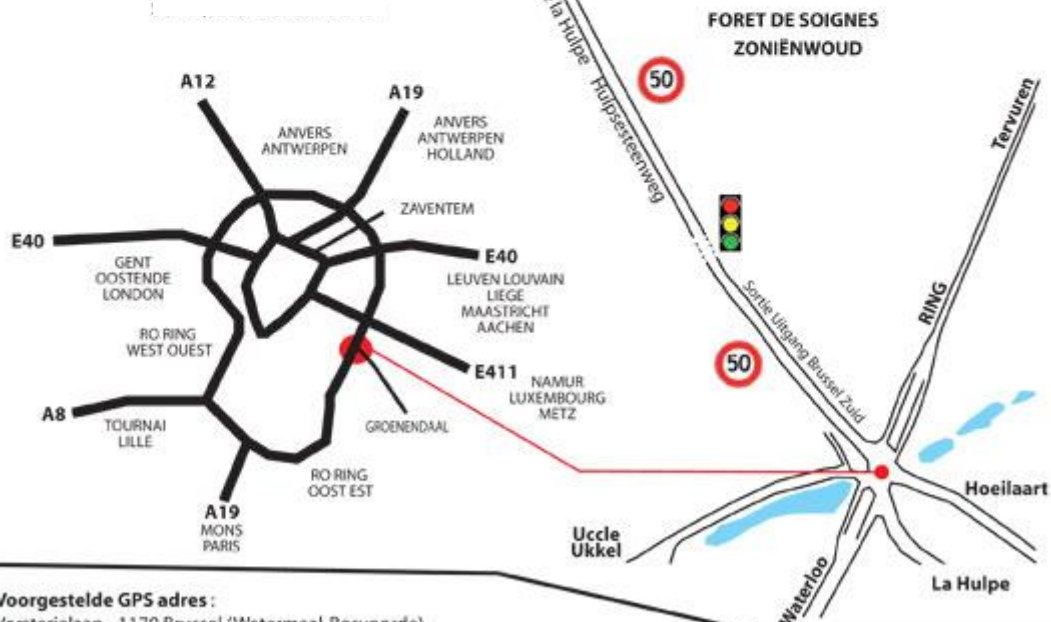 FORET DE SOIGNES
ZONIËNWOUD
la Hulpe
Hulpsesteenweg
50
Tervuren
A12
A19
ANVERS
ANTWERPEN
ANVERS
ANTWERPEN
HOLLAND
ZAVENTEM
E40
GENT
OOSTENDE
LONDON
E40
LEUVEN LOUVAIN
LIEGE
MAASTRICHT
AACHEN
RO RING
WEST OUEST
Sortie Uitgang Brussel Zuid
RING
50
E411
NAMUR
LUXEMBOURG
METZ
A8
TOURNAI
LILLE
GROENENDAAL
RO RING
OOST EST
A19
MONS
PARIS
Hoeilaart
Uccle
Ukkel
La Hulpe
Waterloo
Voorgestelde GPS adres :
1170 Brussel